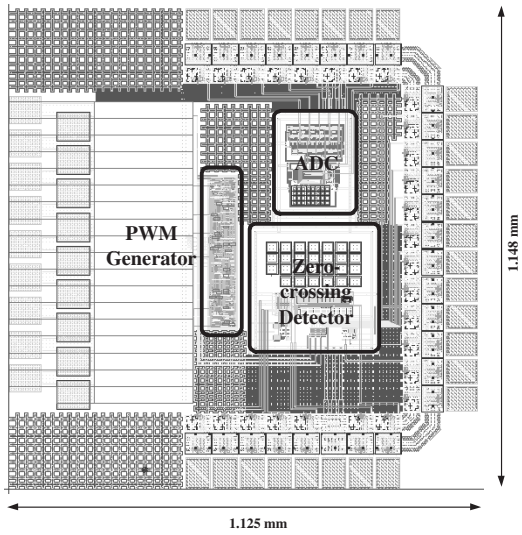 ADC
PWM
Generator
Zero-
crossing
Detector
1.148 mm
1.125 mm